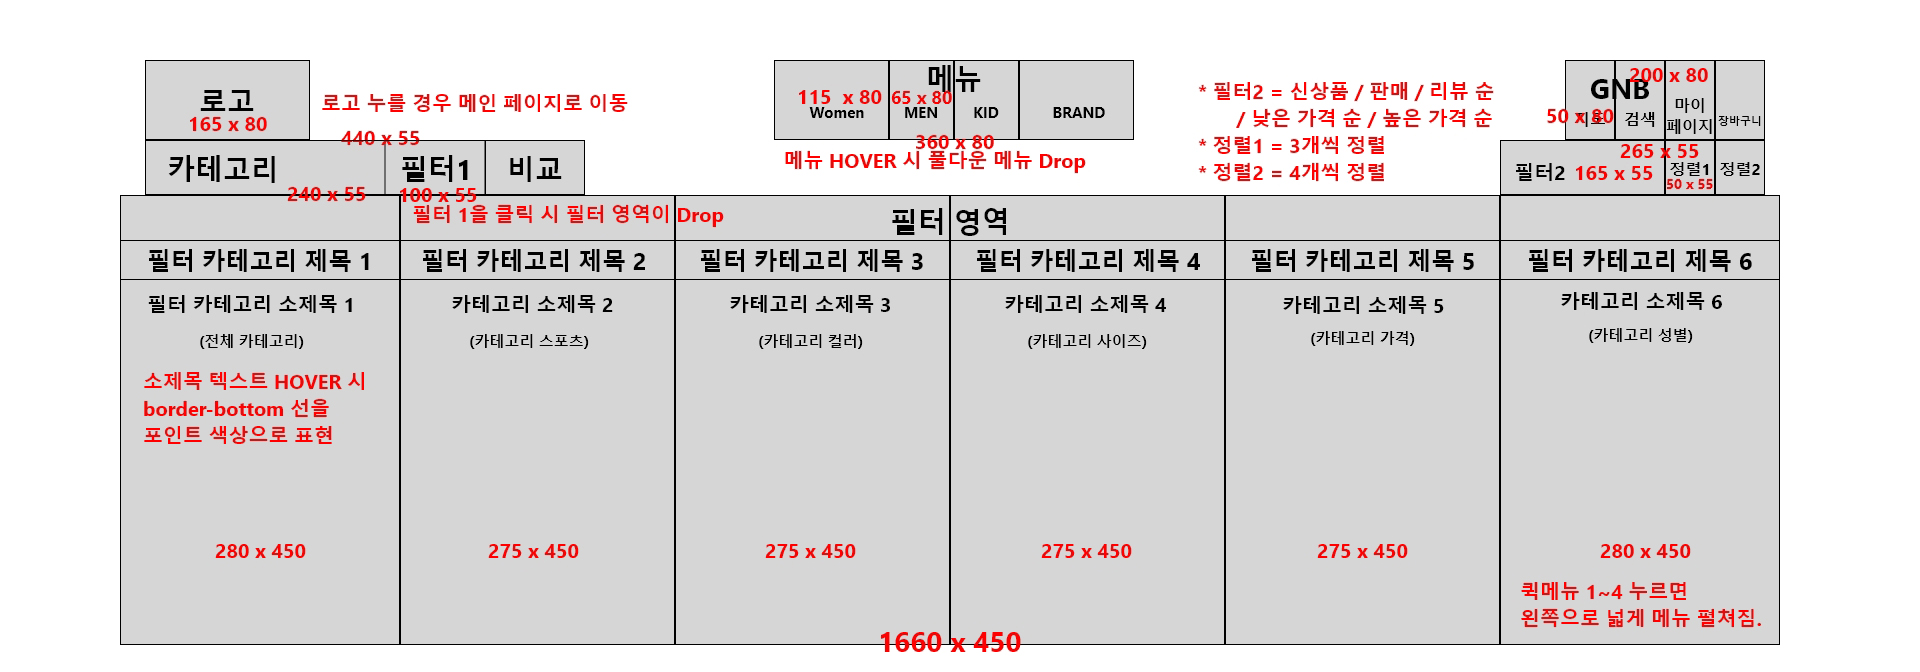 로고
165 x 80
로고 누를 경우 메인 페이지로 이동
메뉴
115 x 80
65 x 80
Women
MEN
KID
BRAND
360 x 80
메뉴 HOVER 시 풀다운 메뉴 Drop
* 필터2 = 신상품 / 판매 / 리뷰 순
/ 낮은 가격 순 / 높은 가격 순
* 정렬1 = 3개씩 정렬
* 정렬2 = 4개씩 정렬
200 x 80
GNB
50 x 80
검색
마이
페이지
장바구니
440 x 55
카테고리
240 x 55
필터1
100 x 55
비교
265 x 55
필터2
165 x 55
정렬1
50 x 55
정렬2
필터 1을 클릭 시 필터 영역이 Drop
필터 영역
필터 카테고리 제목 1
필터 카테고리 제목 2
필터 카테고리 제목 3
필터 카테고리 제목 4
필터 카테고리 제목 5
필터 카테고리 제목 6
필터 카테고리 소제목 1
카테고리 소제목 2
카테고리 소제목 3
카테고리 소제목 4
카테고리 소제목 5
카테고리 소제목 6
(전체 카테고리)
(카테고리 스포츠)
(카테고리 컬러)
(카테고리 사이즈)
(카테고리 가격)
(카테고리 성별)
소제목 텍스트 HOVER 시
border-bottom 선을
포인트 색상으로 표현
280 x 450
275 x 450
275 x 450
275 x 450
275 x 450
280 x 450
퀵메뉴 1~4 누르면
왼쪽으로 넓게 메뉴 펼쳐짐.
1660 x 450